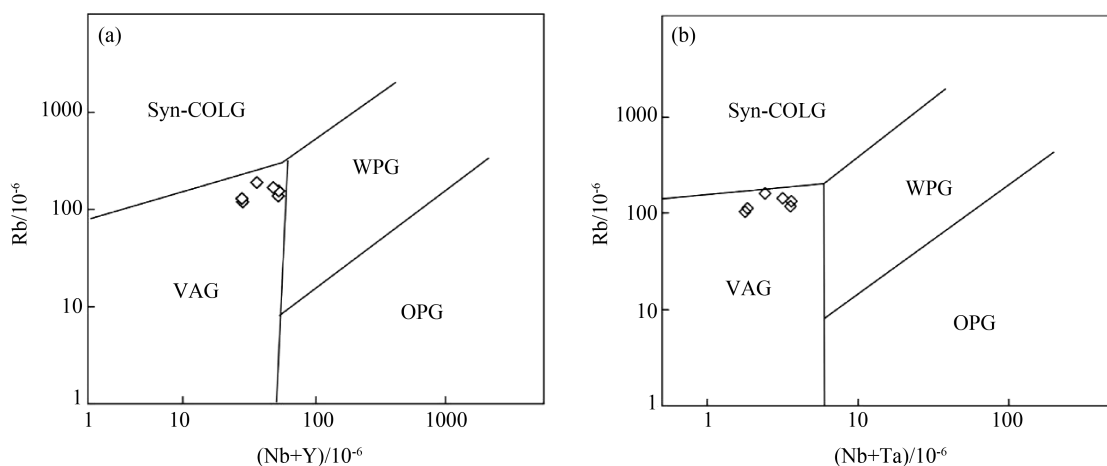 (a)
Syn-COLG
WPG
VAG
OPG
1000
100
10
1
Rb/10⁻⁶
1 10 100 1000
(Nb+Y)/10⁻⁶
(b)
Syn-COLG
WPG
VAG
OPG
1000
100
10
1
Rb/10⁻⁶
1 10 100
(Nb+Ta)/10⁻⁶